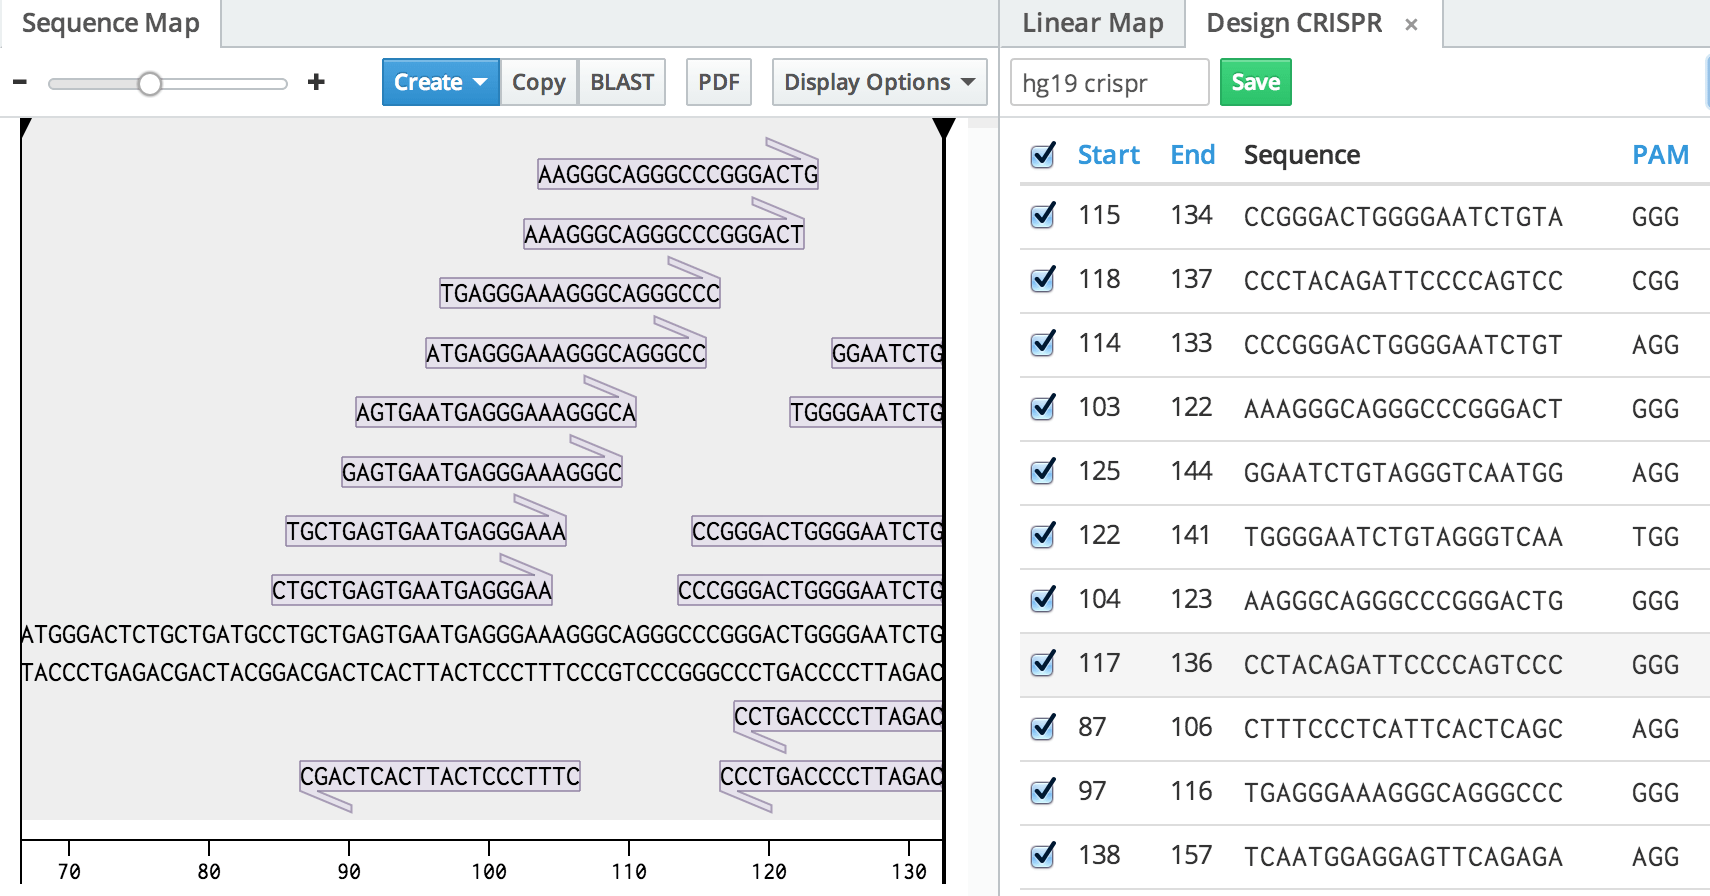 Sequence Map
Linear Map
Design CRISPR ×
− +
Create
Copy
BLAST
PDF
Display Options
hg19 crispr
Save
AAGGGCAGGGCCCGGGACTG
AAAGGGCAGGGCCCGGGACT
TGAGGGAAAGGGCAGGGCCC
ATGAGGGAAAGGGCAGGGCC GGAATCTG
AGTGAATGAGGGAAAGGGCA TGGGGAATCTG
GAGTGAATGAGGGAAAGGGC
TGCTGAGTGAATGAGGGAAA CCGGGACTGGGGAATCTG
CTGCTGAGTGAATGAGGGAA CCCGGGACTGGGGAATCTG
ATGGGACTCTGCTGATGCCTGCTGAGTGAATGAGGGAAAGGGCAGGGCCCGGGACTGGGGAATCTG
TACCCTGAGACGACTACGGACGACTCACTTACTCCCTTTCCCGTCCCGGGCCCTGACCCCTTAGAC
CCTGACCCCTTAGAC
CGACTCACTTACTCCCTTTC CCCTGACCCCTTAGAC
70 80 90 100 110 120 130
Start End Sequence PAM
115 134 CCGGGACTGGGGAATCTGTA GGG
118 137 CCCTACAGATTCCCCAGTCC CGG
114 133 CCCGGGACTGGGGAATCTGT AGG
103 122 AAAGGGCAGGGCCCGGGACT GGG
125 144 GGAATCTGTAGGGTCAATGG AGG
122 141 TGGGGAATCTGTAGGGTCAA TGG
104 123 AAGGGCAGGGCCCGGGACTG GGG
117 136 CCTACAGATTCCCCAGTCCC GGG
87 106 CTTTCCCTCATTCACTCAGC AGG
97 116 TGAGGGAAAGGGCAGGGCCC GGG
138 157 TCAATGGAGGAGTTCAGAGA AGG